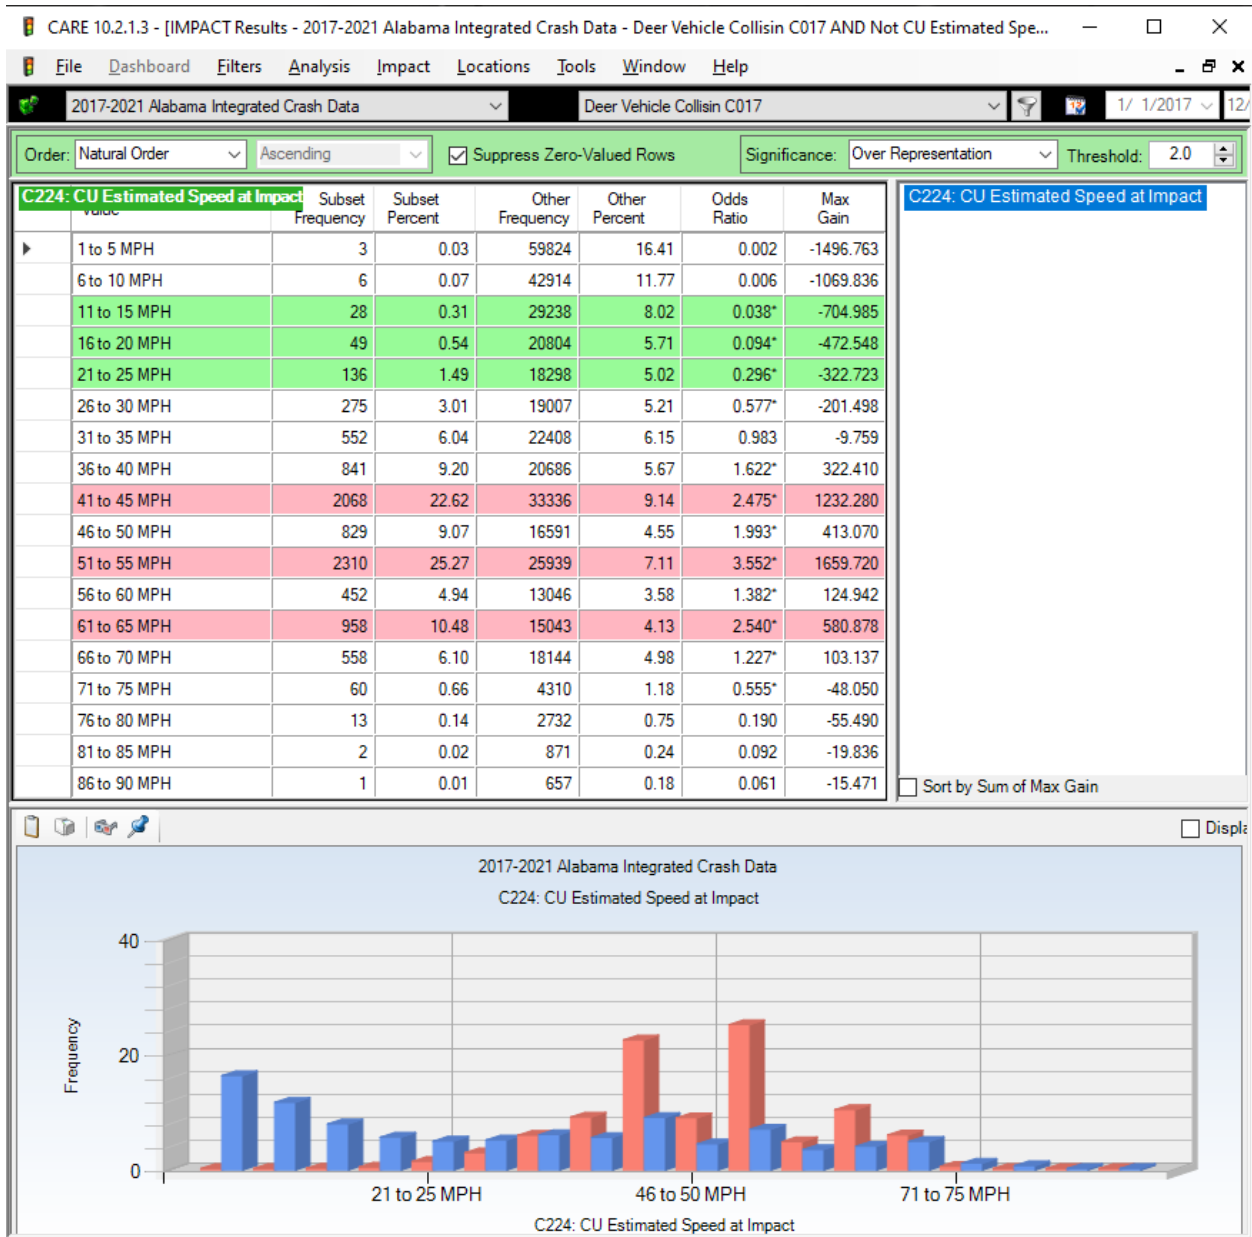 CARE 10.2.1.3 - [IMPACT Results - 2017-2021 Alabama Integrated Crash Data - Deer Vehicle Collisin C017 AND Not CU Estimated Spe...
File Dashboard Filters Analysis Impact Locations Tools Window Help
2017-2021 Alabama Integrated Crash Data Deer Vehicle Collisin C017 1/ 1/2017 12/
Order: Natural Order Ascending Suppress Zero-Valued Rows Significance: Over Representation Threshold: 2.0
C224: CU Estimated Speed at Impact Subset Frequency Subset Percent Other Frequency Other Percent Odds Ratio Max Gain
1 to 5 MPH 3 0.03 59824 16.41 0.002 -1496.763
6 to 10 MPH 6 0.07 42914 11.77 0.006 -1069.836
11 to 15 MPH 28 0.31 29238 8.02 0.038* -704.985
16 to 20 MPH 49 0.54 20804 5.71 0.094* -472.548
21 to 25 MPH 136 1.49 18298 5.02 0.296* -322.723
26 to 30 MPH 275 3.01 19007 5.21 0.577* -201.498
31 to 35 MPH 552 6.04 22408 6.15 0.983 -9.759
36 to 40 MPH 841 9.20 20686 5.67 1.622* 322.410
41 to 45 MPH 2068 22.62 33336 9.14 2.475* 1232.280
46 to 50 MPH 829 9.07 16591 4.55 1.993* 413.070
51 to 55 MPH 2310 25.27 25939 7.11 3.552* 1659.720
56 to 60 MPH 452 4.94 13046 3.58 1.382* 124.942
61 to 65 MPH 958 10.48 15043 4.13 2.540* 580.878
66 to 70 MPH 558 6.10 18144 4.98 1.227* 103.137
71 to 75 MPH 60 0.66 4310 1.18 0.555* -48.050
76 to 80 MPH 13 0.14 2732 0.75 0.190 -55.490
81 to 85 MPH 2 0.02 871 0.24 0.092 -19.836
86 to 90 MPH 1 0.01 657 0.18 0.061 -15.471
C224: CU Estimated Speed at Impact
Sort by Sum of Max Gain
Displa
2017-2021 Alabama Integrated Crash Data
C224: CU Estimated Speed at Impact
Frequency
40
20
0
21 to 25 MPH 46 to 50 MPH 71 to 75 MPH
C224: CU Estimated Speed at Impact